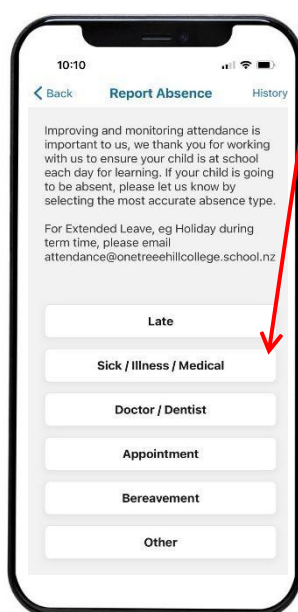 10:10
Back Report Absence History
Improving and monitoring attendance is
important to us, we thank you for working
with us to ensure your child is at school
each day for learning. If your child is going
to be absent, please let us know by
selecting the most accurate absence type.
For Extended Leave, eg Holiday during
term time, please email
attendance@onetreeehillcollege.school.nz
Late
Sick / Illness / Medical
Doctor / Dentist
Appointment
Bereavement
Other